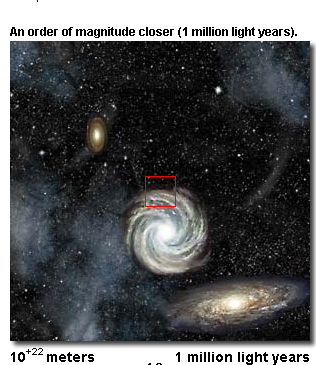 An order of magnitude closer (1 million light years).
10+22 meters 1 million light years